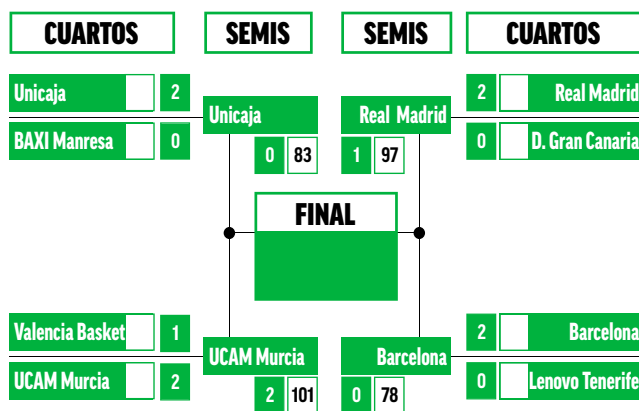 CUARTOS SEMIS SEMIS CUARTOS
Unicaja 2
BAXI Manresa 0
Unicaja
0 83
Real Madrid
1 97
2 Real Madrid
0 D. Gran Canaria
FINAL
Valencia Basket 1
UCAM Murcia 2
UCAM Murcia
2 101
Barcelona
0 78
2 Barcelona
0 Lenovo Tenerife